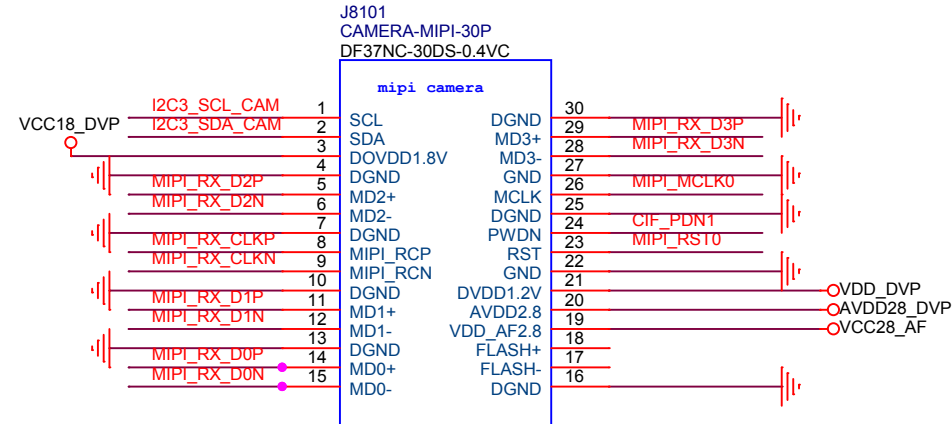 J8101
CAMERA-MIPI-30P
DF37NC-30DS-0.4VC
mipi camera
I2C3_SCL_CAM 1 SCL DGND 30
VCC18_DVP I2C3_SDA_CAM 2 SDA MD3+ 29 MIPI_RX_D3P
3 DOVDD1.8V MD3- 28 MIPI_RX_D3N
4 DGND GND 27
MIPI_RX_D2P 5 MD2+ MCLK 26 MIPI_MCLK0
MIPI_RX_D2N 6 MD2- DGND 25
7 DGND PWDN 24 CIF_PDN1
MIPI_RX_CLKP 8 MIPI_RCP RST 23 MIPI_RST0
MIPI_RX_CLKN 9 MIPI_RCN GND 22
10 DGND DVDD1.2V 21 VDD_DVP
MIPI_RX_D1P 11 MD1+ AVDD2.8 20 AVDD28_DVP
MIPI_RX_D1N 12 MD1- VDD_AF2.8 19 VCC28_AF
13 DGND FLASH+ 18
MIPI_RX_D0P 14 MD0+ FLASH- 17
MIPI_RX_D0N 15 MD0- DGND 16